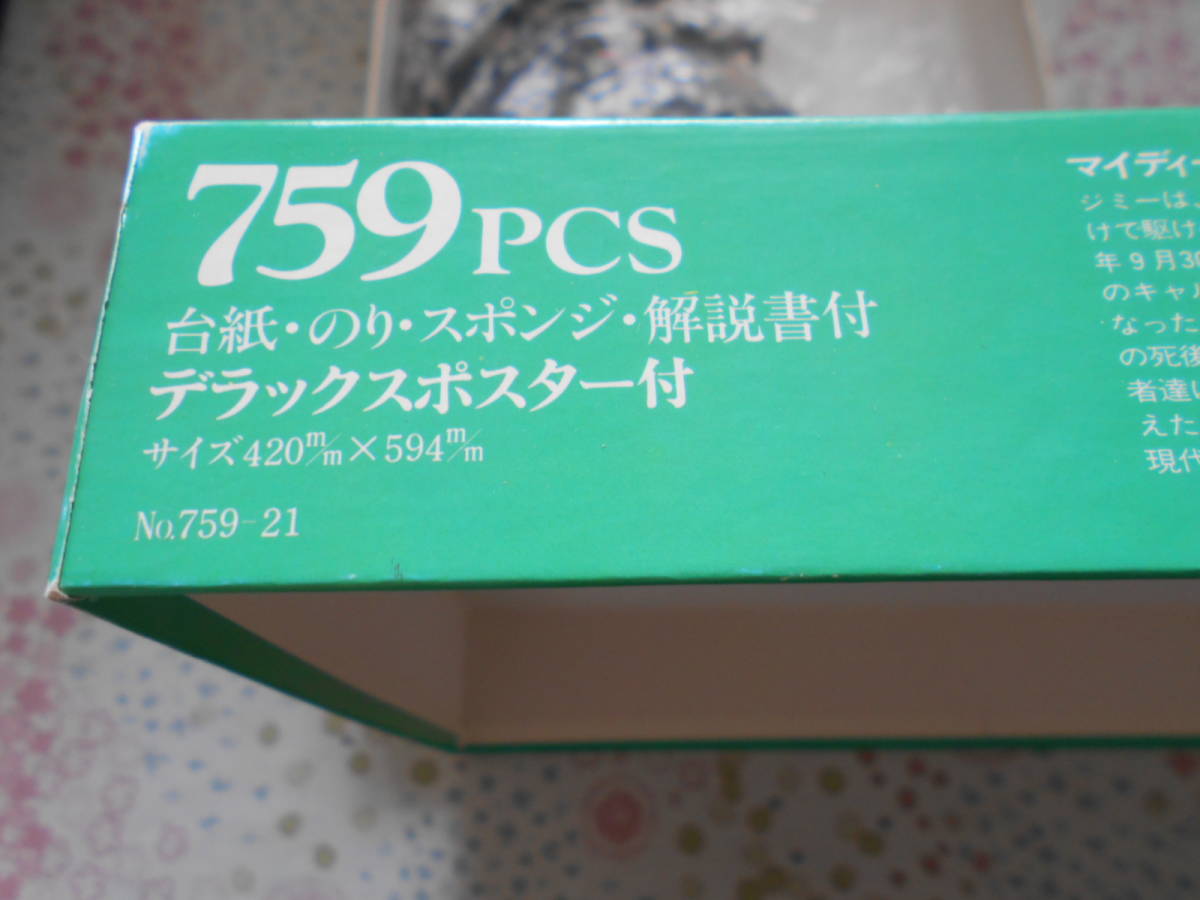 759 PCS
台紙・のり・スポンジ・解説書付
デラックスポスター付
サイズ420m/m×594m/m
No.759-21
マイディー
ジミーは
けで駆け
年9月30
のキャ
なった
の死後
者達
えた
現代